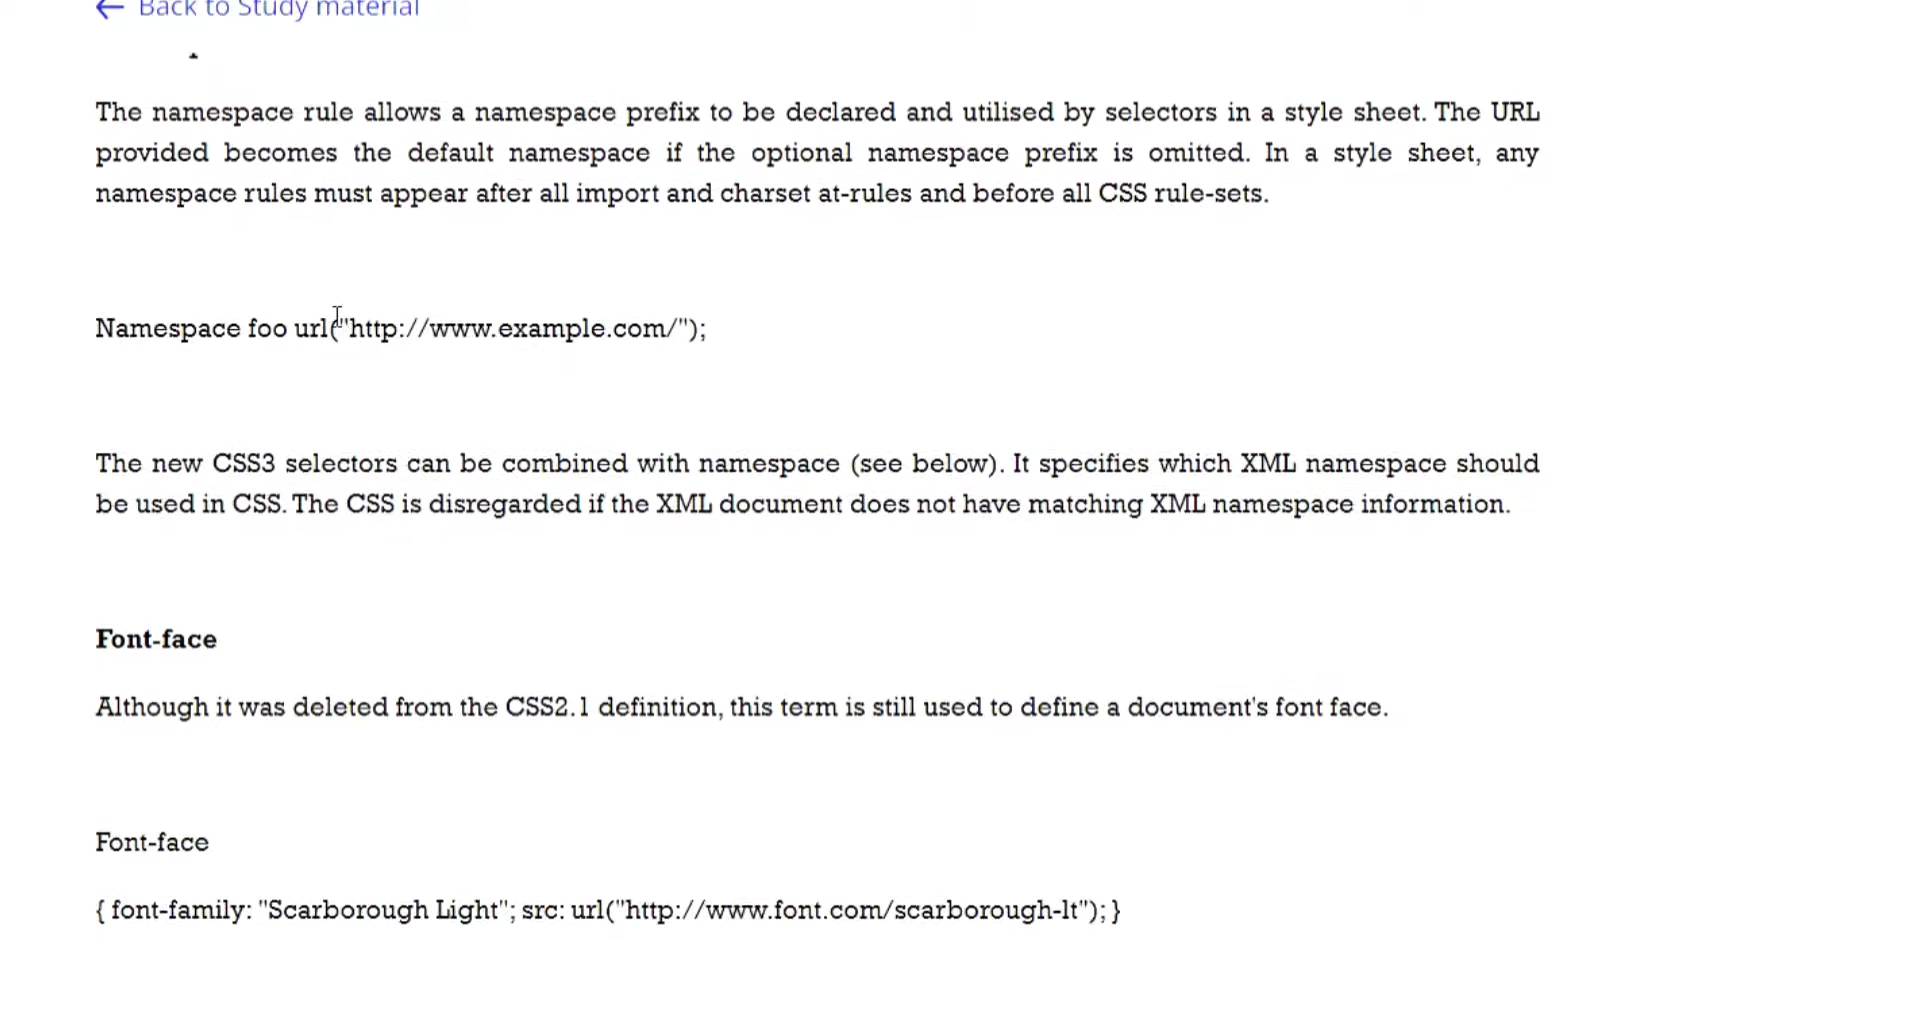 ← Back to Study material
The namespace rule allows a namespace prefix to be declared and utilised by selectors in a style sheet. The URL
provided becomes the default namespace if the optional namespace prefix is omitted. In a style sheet, any
namespace rules must appear after all import and charset at-rules and before all CSS rule-sets.
Namespace foo url("http://www.example.com/");
The new CSS3 selectors can be combined with namespace (see below). It specifies which XML namespace should
be used in CSS. The CSS is disregarded if the XML document does not have matching XML namespace information.
Font-face
Although it was deleted from the CSS2.1 definition, this term is still used to define a document's font face.
Font-face
{ font-family: "Scarborough Light"; src: url("http://www.font.com/scarborough-lt"); }